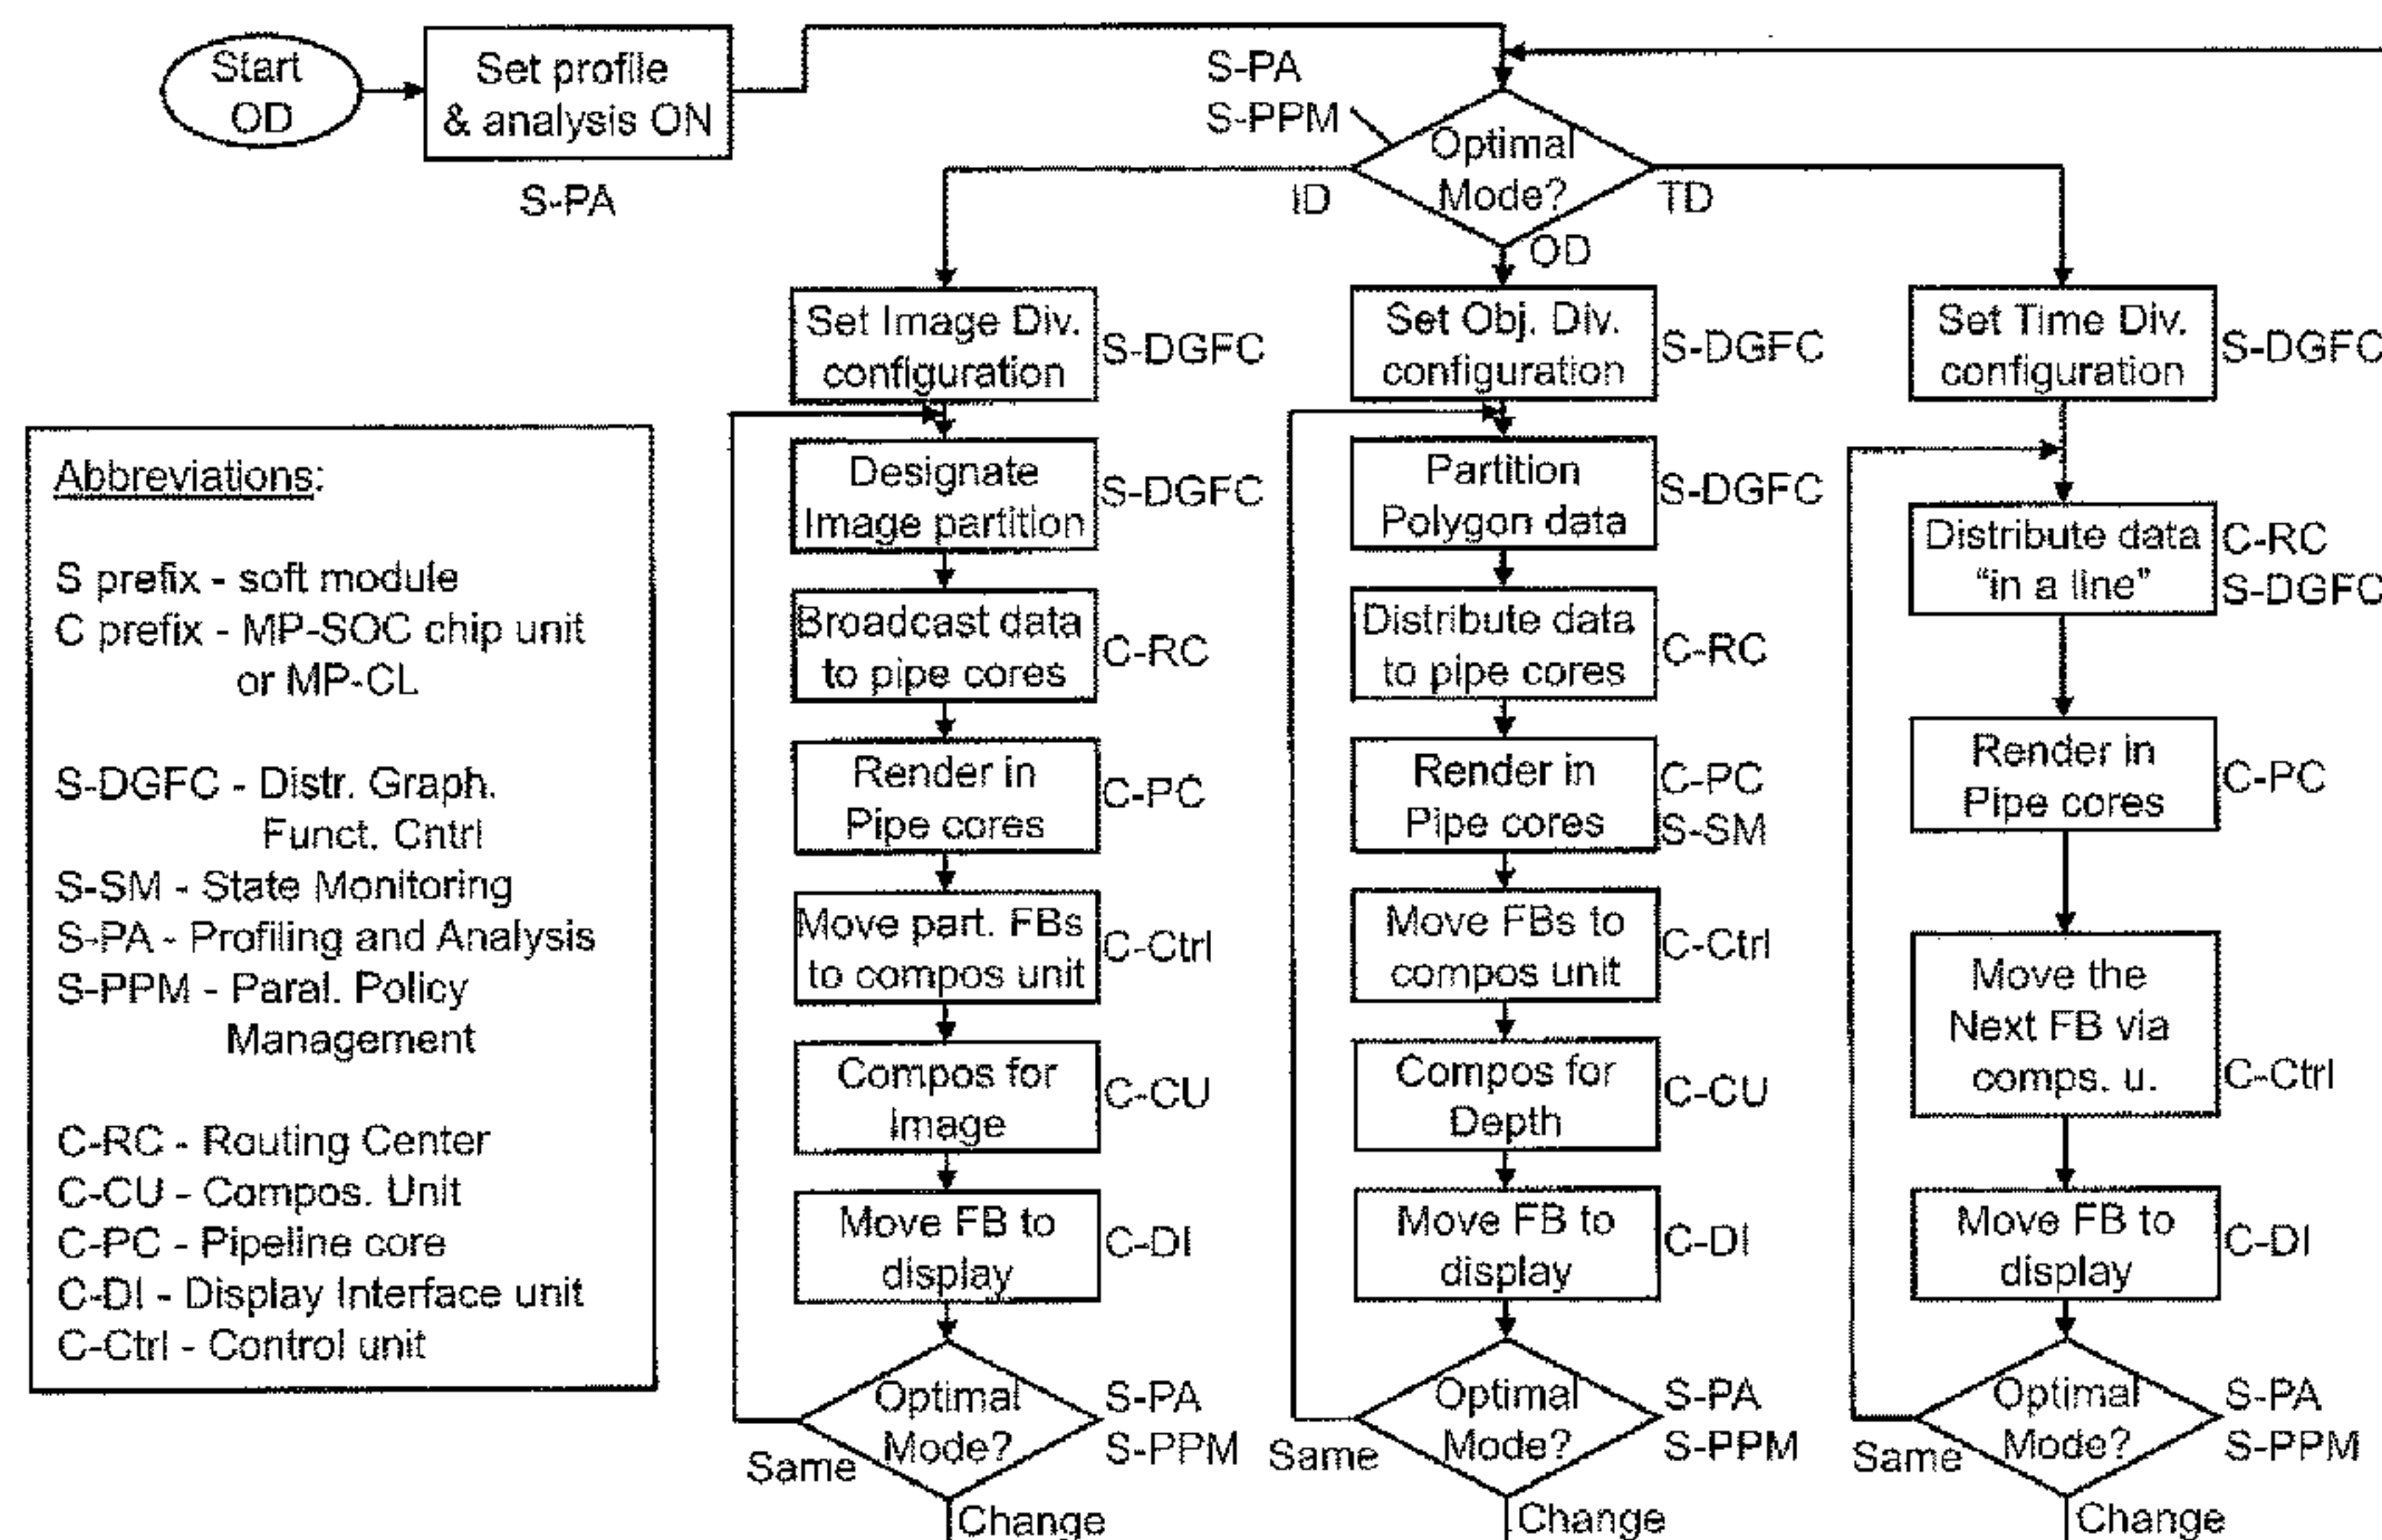 Start
OD
Set profile
& analysis ON
S-PA
S-PA
S-PPM
Optimal
Mode?
ID
TD
OD
Set Image Div.
configuration
S-DGFC
Designate
Image partition
S-DGFC
Broadcast data
to pipe cores
C-RC
Render in
Pipe cores
C-PC
Move part. FBs
to compos unit
C-Ctrl
Compos for
Image
C-CU
Move FB to
display
C-DI
Optimal
Mode?
S-PA
S-PPM
Same
Change
Set Obj. Div.
configuration
S-DGFC
Partition
Polygon data
S-DGFC
Distribute data
to pipe cores
C-RC
Render in
Pipe cores
C-PC
S-SM
Move FBs to
compos unit
C-Ctrl
Compos for
Depth
C-CU
Move FB to
display
C-DI
Optimal
Mode?
S-PA
S-PPM
Same
Change
Set Time Div.
configuration
S-DGFC
Distribute data
"in a line"
C-RC
S-DGFC
Render in
Pipe cores
C-PC
Move the
Next FB via
comps. u.
C-Ctrl
Move FB to
display
C-DI
Optimal
Mode?
S-PA
S-PPM
Same
Change
Abbreviations:
S prefix - soft module
C prefix - MP-SOC chip unit
or MP-CL
S-DGFC - Distr. Graph.
Funct. Cntrl
S-SM - State Monitoring
S-PA - Profiling and Analysis
S-PPM - Paral. Policy
Management
C-RC - Routing Center
C-CU - Compos. Unit
C-PC - Pipeline core
C-DI - Display Interface unit
C-Ctrl - Control unit